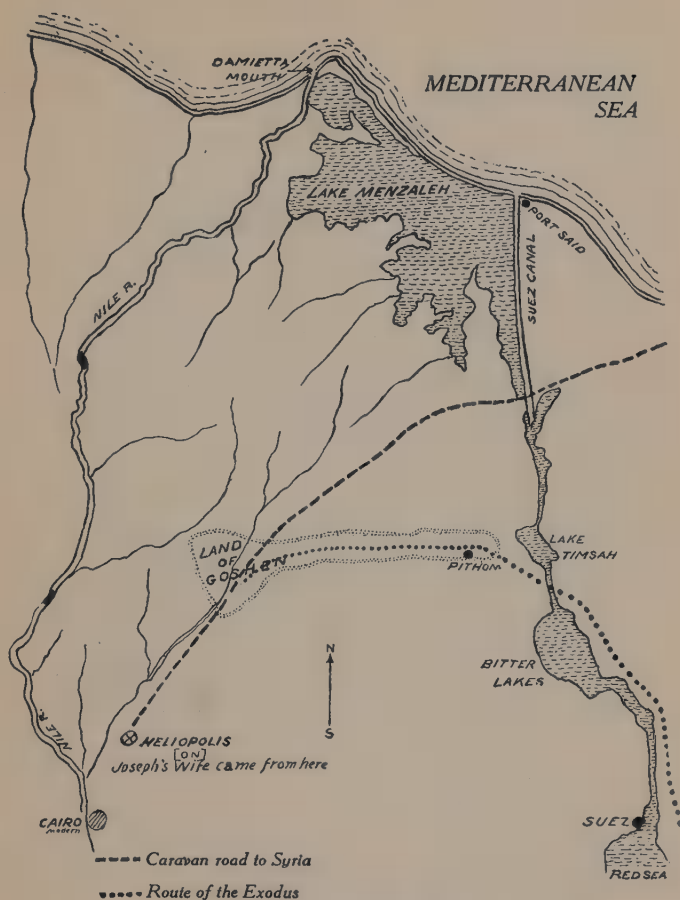 DAMIETTA
MOUTH
MEDITERRANEAN
SEA
LAKE MENZALEH
PORT SAID
SUEZ CANAL
NILE R.
LAND
OF
GOSHEN
PITHOM
LAKE
TIMSAH
N
S
BITTER
LAKES
HELIOPOLIS
[ON]
Joseph's Wife came from here
NILE R.
CAIRO
modern
SUEZ
RED SEA
Caravan road to Syria
Route of the Exodus